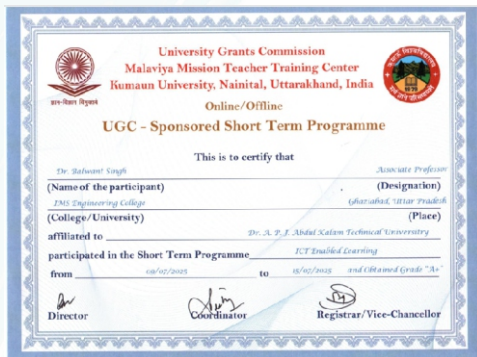 University Grants Commission
Malaviya Mission Teacher Training Center
Kumaun University, Nainital, Uttarakhand, India
ज्ञान-विज्ञान विमुक्तये
Online/Offline
UGC - Sponsored Short Term Programme
This is to certify that
Dr. Balwant Singh Associate Professor
(Name of the participant) (Designation)
IMS Engineering College Ghaziabad, Uttar Pradesh
(College/University) (Place)
affiliated to Dr. A. P. J. Abdul Kalam Technical University
participated in the Short Term Programme ICT Enabled Learning
from 09/07/2025 to 15/07/2025 and Obtained Grade "A+"
Director Coordinator Registrar/Vice-Chancellor